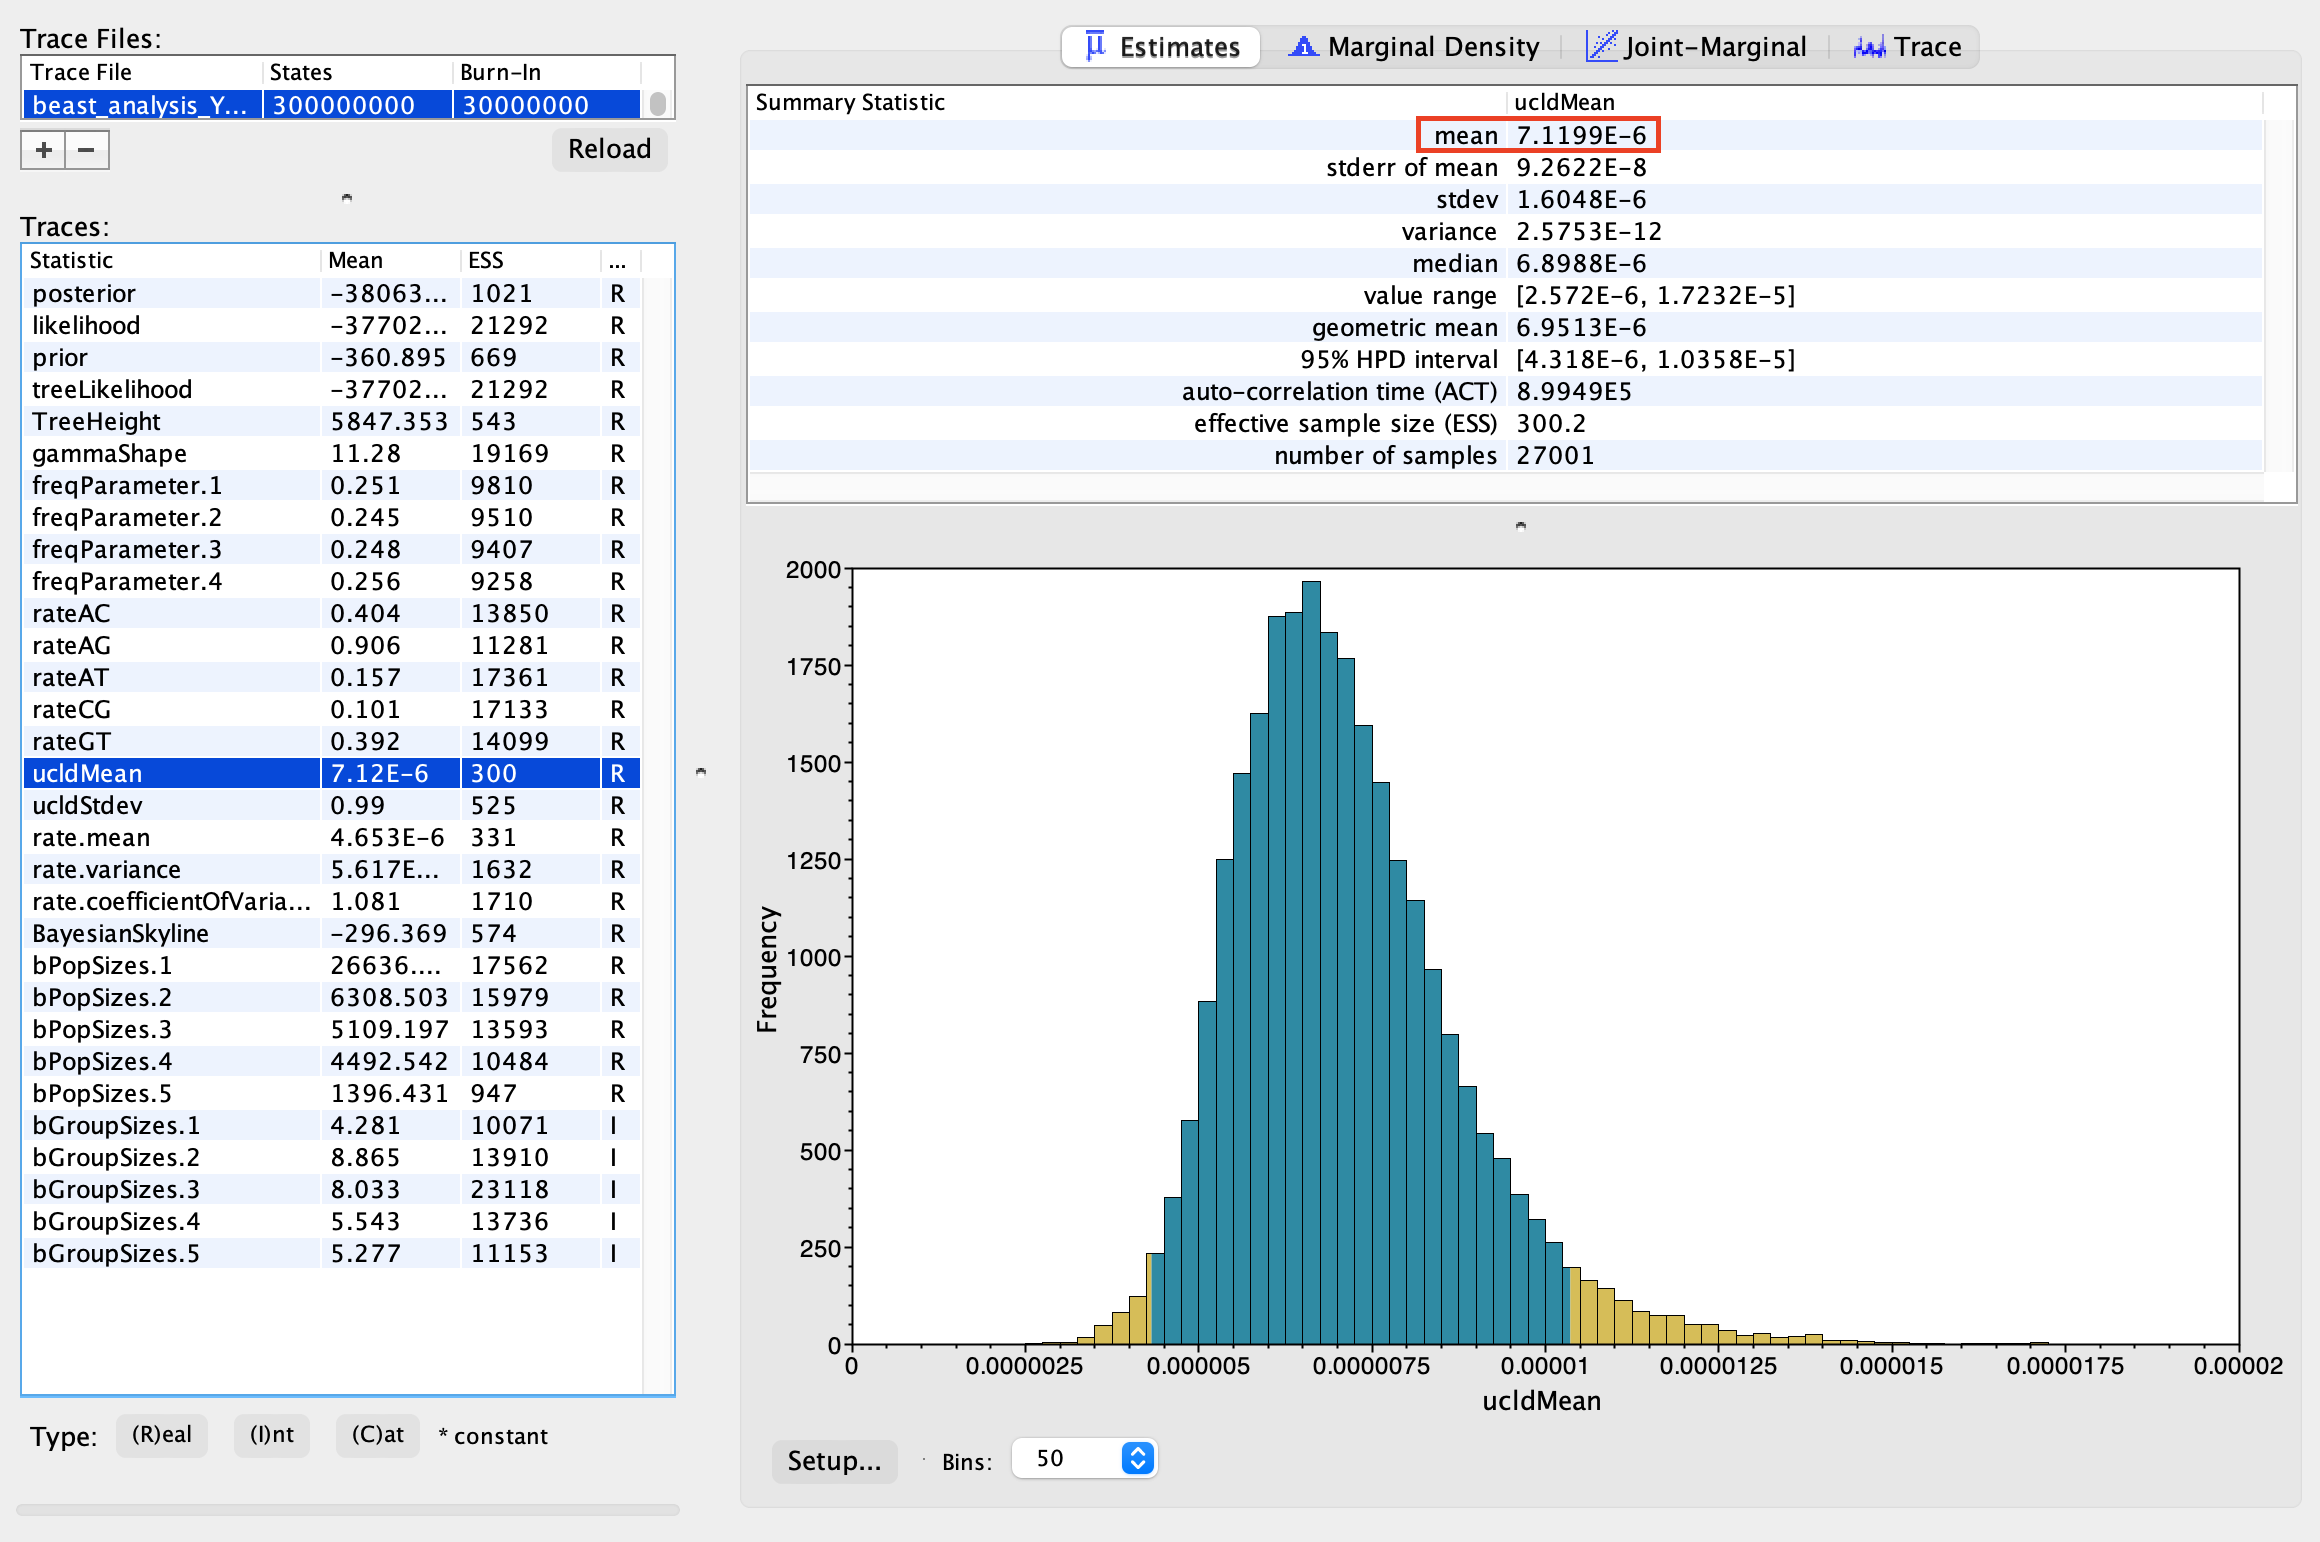 Trace Files:
Trace File States Burn-In
beast_analysis_Y... 300000000 30000000
+ − Reload
Traces:
Statistic Mean ESS ...
posterior -38063... 1021 R
likelihood -37702... 21292 R
prior -360.895 669 R
treeLikelihood -37702... 21292 R
TreeHeight 5847.353 543 R
gammaShape 11.28 19169 R
freqParameter.1 0.251 9810 R
freqParameter.2 0.245 9510 R
freqParameter.3 0.248 9407 R
freqParameter.4 0.256 9258 R
rateAC 0.404 13850 R
rateAG 0.906 11281 R
rateAT 0.157 17361 R
rateCG 0.101 17133 R
rateGT 0.392 14099 R
ucldMean 7.12E-6 300 R
ucldStdev 0.99 525 R
rate.mean 4.653E-6 331 R
rate.variance 5.617E... 1632 R
rate.coefficientOfVaria... 1.081 1710 R
BayesianSkyline -296.369 574 R
bPopSizes.1 26636.... 17562 R
bPopSizes.2 6308.503 15979 R
bPopSizes.3 5109.197 13593 R
bPopSizes.4 4492.542 10484 R
bPopSizes.5 1396.431 947 R
bGroupSizes.1 4.281 10071 I
bGroupSizes.2 8.865 13910 I
bGroupSizes.3 8.033 23118 I
bGroupSizes.4 5.543 13736 I
bGroupSizes.5 5.277 11153 I
Type: (R)eal (I)nt (C)at * constant
Estimates Marginal Density Joint-Marginal Trace
Summary Statistic ucldMean
mean 7.1199E-6
stderr of mean 9.2622E-8
stdev 1.6048E-6
variance 2.5753E-12
median 6.8988E-6
value range [2.572E-6, 1.7232E-5]
geometric mean 6.9513E-6
95% HPD interval [4.318E-6, 1.0358E-5]
auto-correlation time (ACT) 8.9949E5
effective sample size (ESS) 300.2
number of samples 27001
Frequency
2000
1750
1500
1250
1000
750
500
250
0
0 0.0000025 0.000005 0.0000075 0.00001 0.0000125 0.000015 0.0000175 0.00002
ucldMean
Setup... Bins: 50